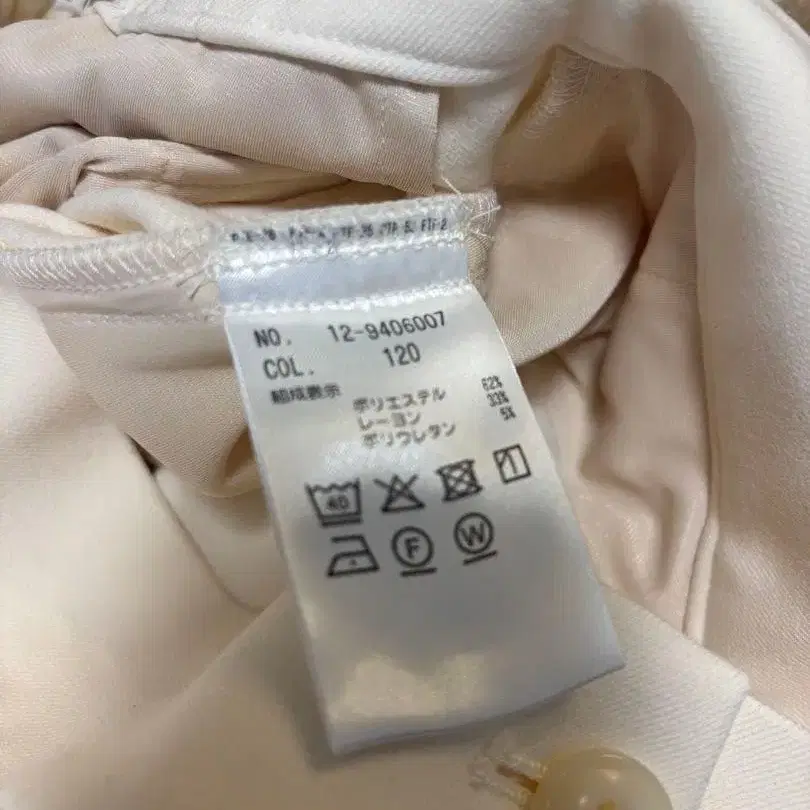 NO. 12-9406007
COL. 120
組成表示
ポリエステル 62%
レーヨン 33%
ポリウレタン 5%
40
F W